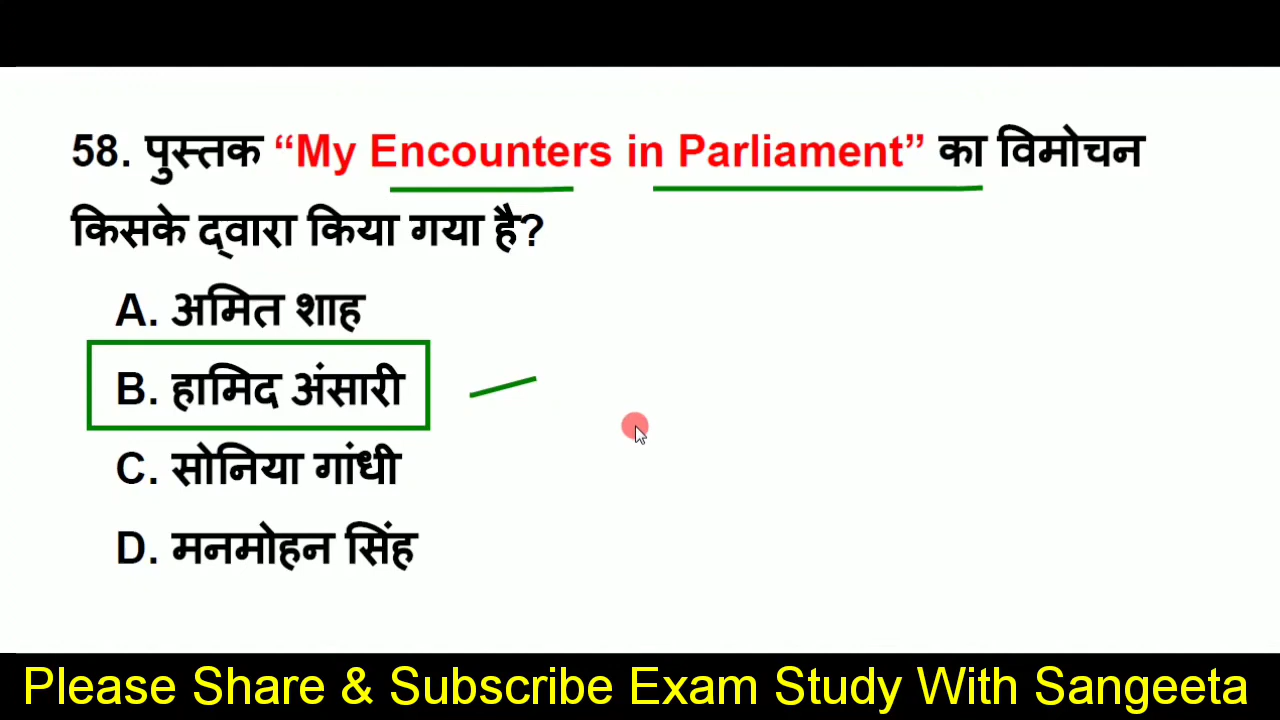 58. पुस्तक “My Encounters in Parliament” का विमोचन
किसके द्वारा किया गया है?
A. अमित शाह
B. हामिद अंसारी
C. सोनिया गांधी
D. मनमोहन सिंह
Please Share & Subscribe Exam Study With Sangeeta